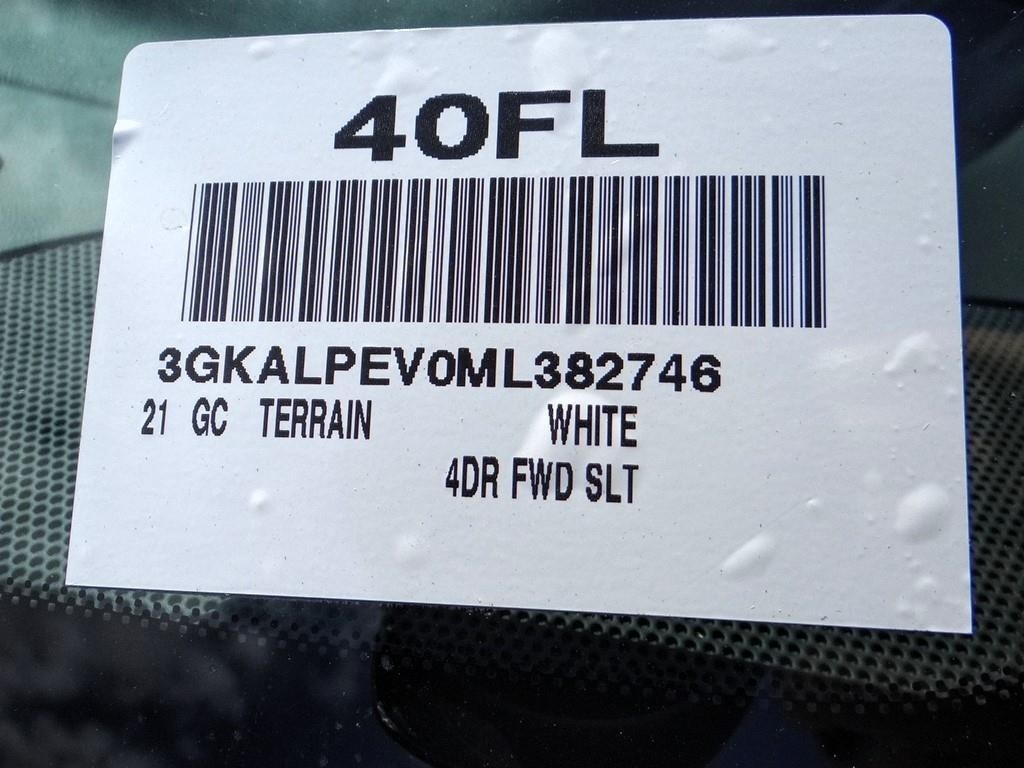 40FL
3GKALPEV0ML382746
21 GC TERRAIN WHITE
4DR FWD SLT